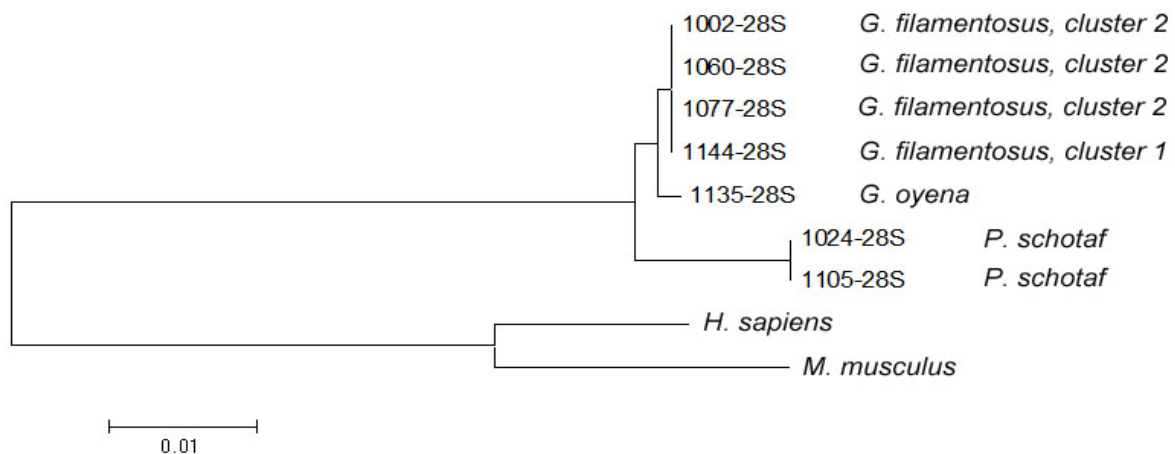 1002-28S G. filamentosus, cluster 2
1060-28S G. filamentosus, cluster 2
1077-28S G. filamentosus, cluster 2
1144-28S G. filamentosus, cluster 1
1135-28S G. oyena
1024-28S P. schotaf
1105-28S P. schotaf
H. sapiens
M. musculus
0.01